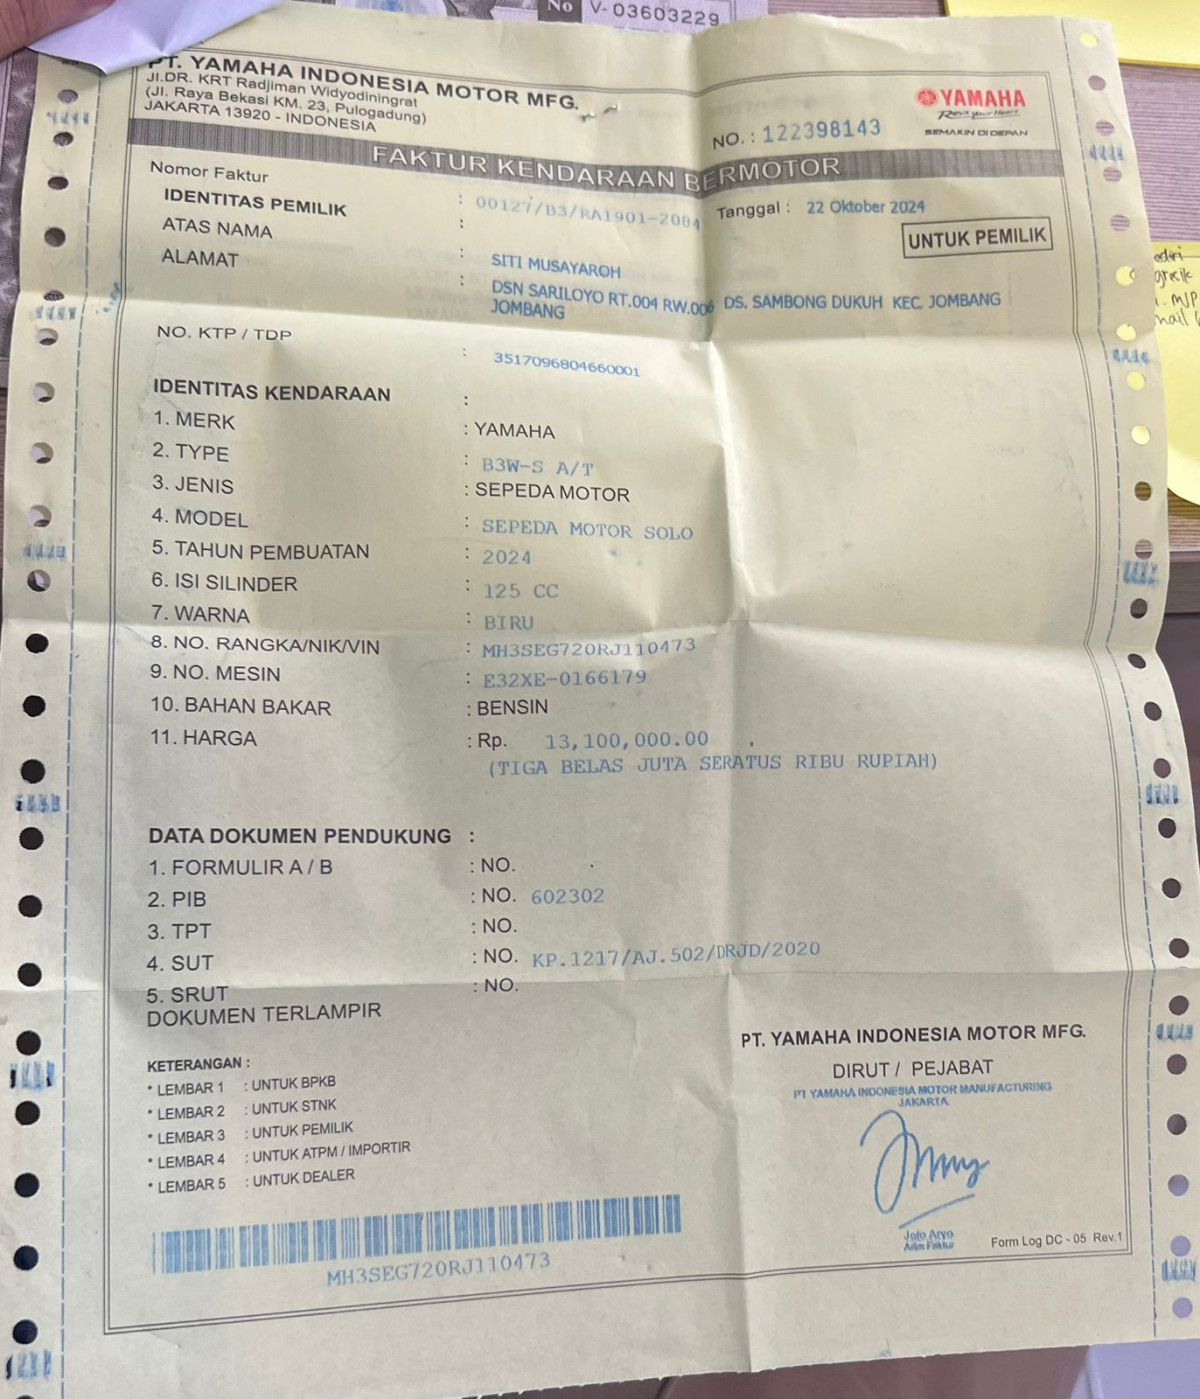 No V- 03603229
PT. YAMAHA INDONESIA MOTOR MFG.
Jl.DR. KRT Radjiman Widyodiningrat
(Jl. Raya Bekasi KM. 23, Pulogadung)
JAKARTA 13920 - INDONESIA
NO. : 122398143
YAMAHA
Revs your Heart
SEMAKIN DI DEPAN
FAKTUR KENDARAAN BERMOTOR
Nomor Faktur : 00127/B3/RA1901-2084 Tanggal : 22 Oktober 2024
IDENTITAS PEMILIK :
UNTUK PEMILIK
ATAS NAMA : SITI MUSAYAROH
ALAMAT : DSN SARILOYO RT.004 RW.006 DS. SAMBONG DUKUH KEC. JOMBANG
JOMBANG
NO. KTP / TDP : 3517096804660001
IDENTITAS KENDARAAN :
1. MERK : YAMAHA
2. TYPE : B3W-S A/T
3. JENIS : SEPEDA MOTOR
4. MODEL : SEPEDA MOTOR SOLO
5. TAHUN PEMBUATAN : 2024
6. ISI SILINDER : 125 CC
7. WARNA : BIRU
8. NO. RANGKA/NIK/VIN : MH3SEG720RJ110473
9. NO. MESIN : E32XE-0166179
10. BAHAN BAKAR : BENSIN
11. HARGA : Rp. 13,100,000.00
(TIGA BELAS JUTA SERATUS RIBU RUPIAH)
DATA DOKUMEN PENDUKUNG :
1. FORMULIR A / B : NO.
2. PIB : NO. 602302
3. TPT : NO.
4. SUT : NO. KP.1217/AJ.502/DRJD/2020
5. SRUT : NO.
DOKUMEN TERLAMPIR
KETERANGAN :
* LEMBAR 1 : UNTUK BPKB
* LEMBAR 2 : UNTUK STNK
* LEMBAR 3 : UNTUK PEMILIK
* LEMBAR 4 : UNTUK ATPM / IMPORTIR
* LEMBAR 5 : UNTUK DEALER
PT. YAMAHA INDONESIA MOTOR MFG.
DIRUT / PEJABAT
PT YAMAHA INDONESIA MOTOR MANUFACTURING
JAKARTA
Adm Faktur
Form Log DC - 05 Rev.1
MH3SEG720RJ110473